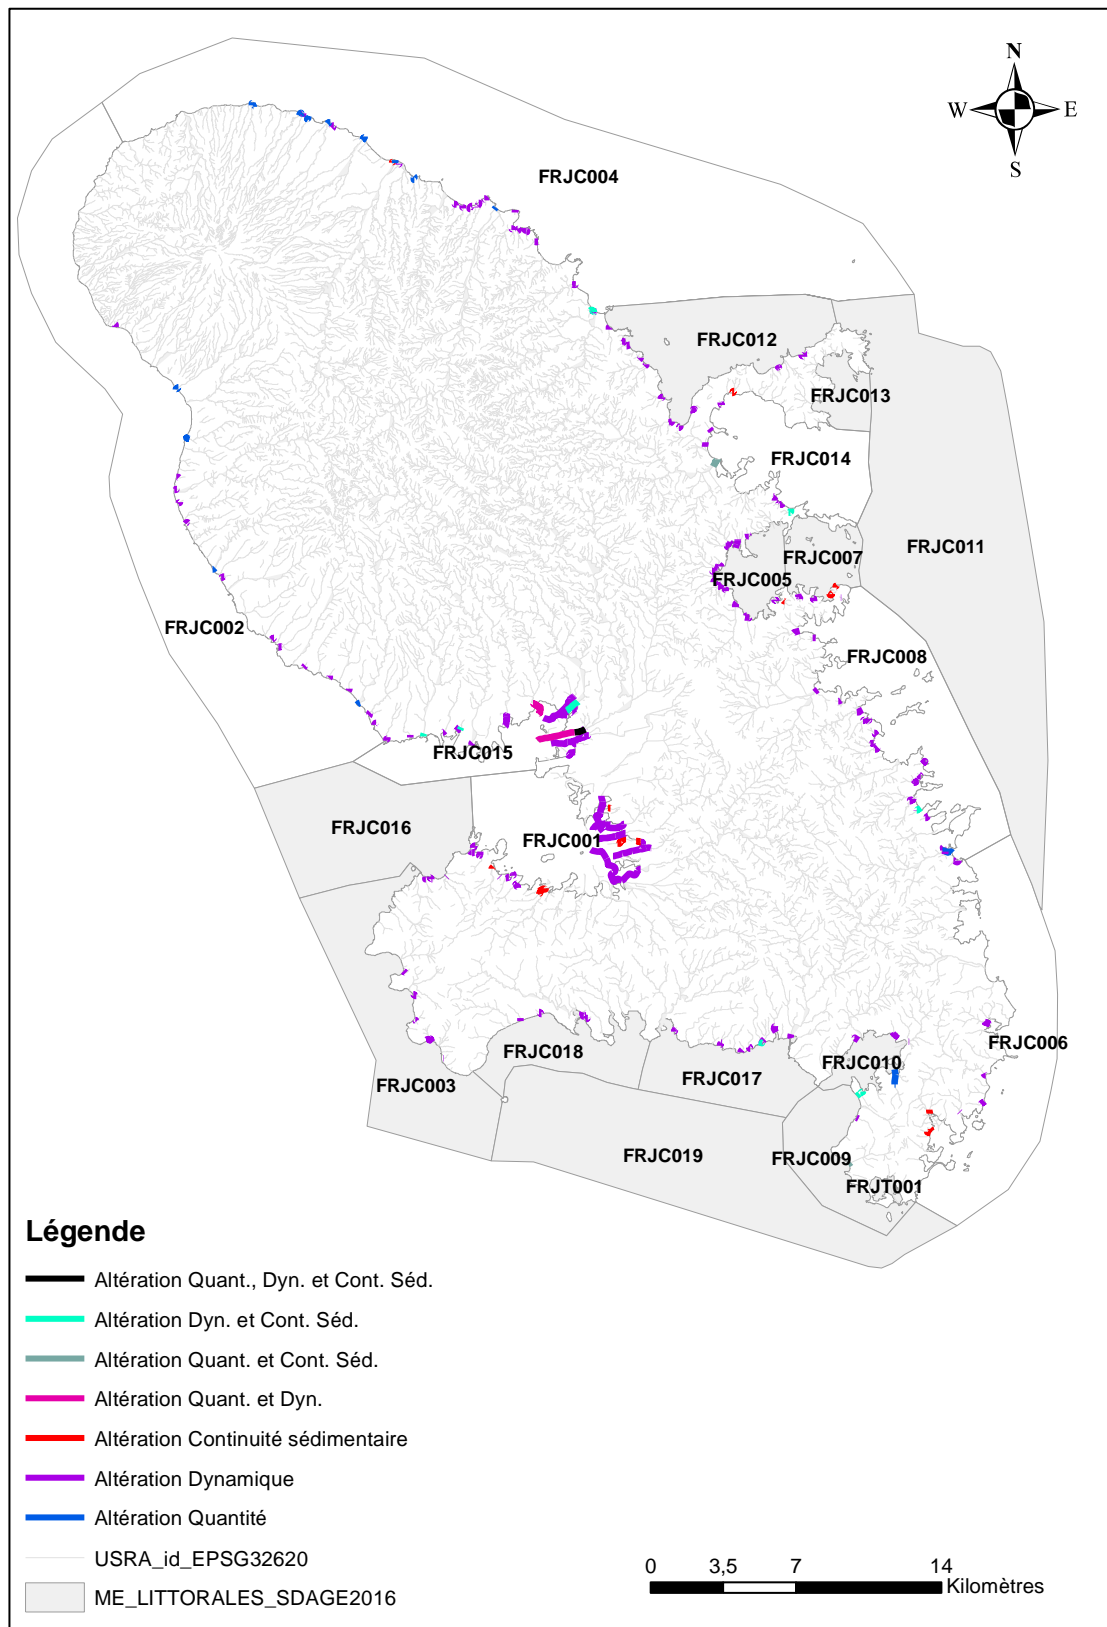 N
W E
S
FRJC004
FRJC012
FRJC013
FRJC014
FRJC011
FRJC007
FRJC005
FRJC002
FRJC008
FRJC015
FRJC016
FRJC001
FRJC006
FRJC018
FRJC010
FRJC017
FRJC003
FRJC019
FRJC009
FRJT001
Légende
Altération Quant., Dyn. et Cont. Séd.
Altération Dyn. et Cont. Séd.
Altération Quant. et Cont. Séd.
Altération Quant. et Dyn.
Altération Continuité sédimentaire
Altération Dynamique
Altération Quantité
USRA_id_EPSG32620
ME_LITTORALES_SDAGE2016
0 3,5 7 14
Kilomètres